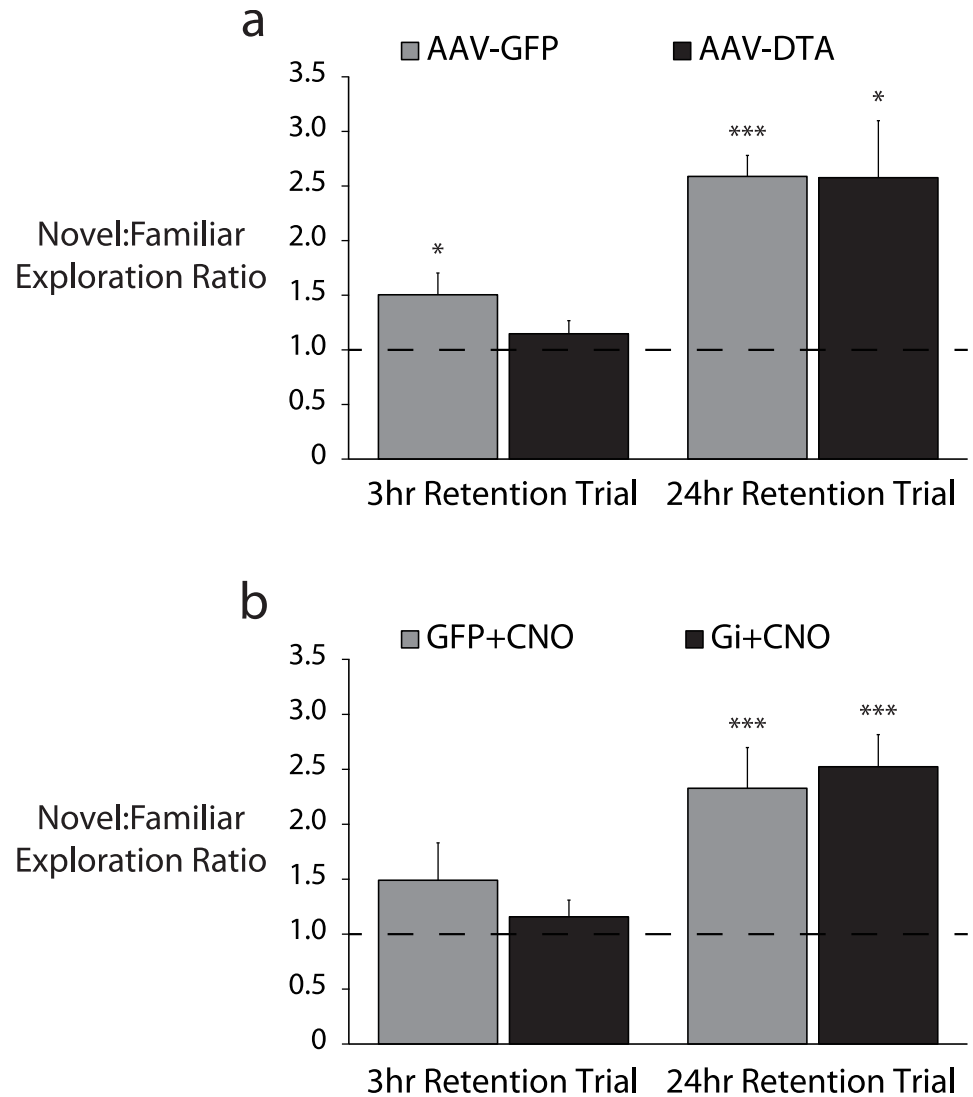 a
AAV-GFP AAV-DTA
3.5
3.0
2.5
2.0
1.5
1.0
0.5
0
Novel:Familiar
Exploration Ratio
*
***
*
3hr Retention Trial 24hr Retention Trial
b
GFP+CNO Gi+CNO
3.5
3.0
2.5
2.0
1.5
1.0
0.5
0
Novel:Familiar
Exploration Ratio
***
***
3hr Retention Trial 24hr Retention Trial